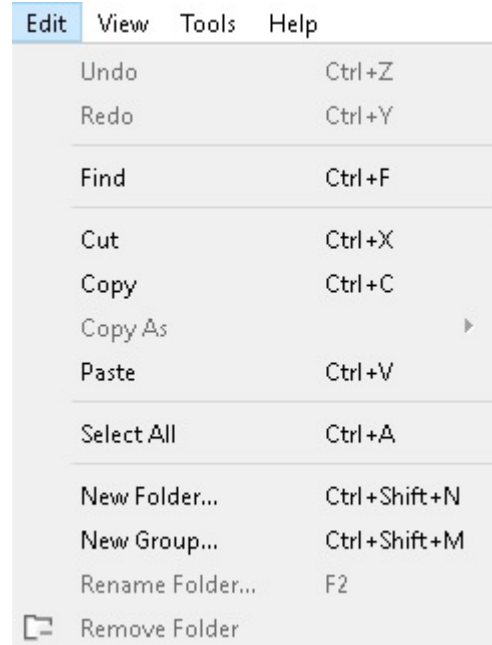 Edit View Tools Help
Undo Ctrl+Z
Redo Ctrl+Y
Find Ctrl+F
Cut Ctrl+X
Copy Ctrl+C
Copy As
Paste Ctrl+V
Select All Ctrl+A
New Folder... Ctrl+Shift+N
New Group... Ctrl+Shift+M
Rename Folder... F2
Remove Folder